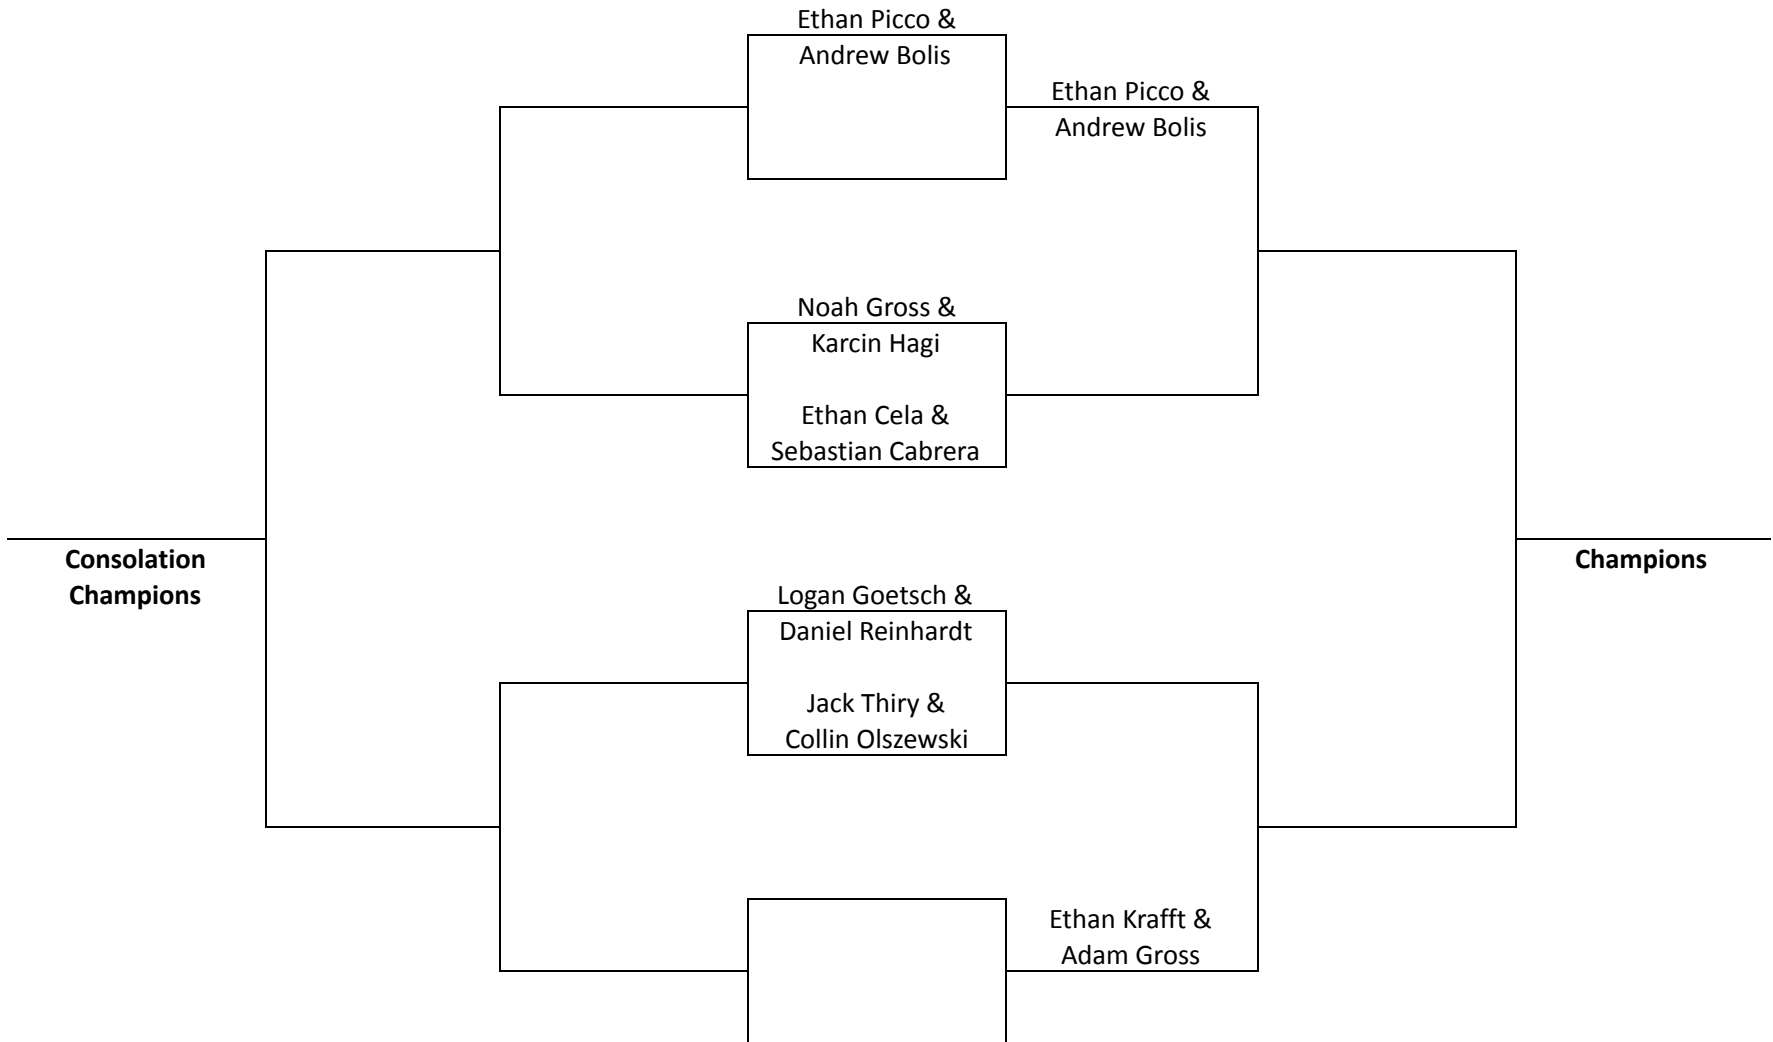 Ethan Picco &
Andrew Bolis
Ethan Picco &
Andrew Bolis
Noah Gross &
Karcin Hagi
Ethan Cela &
Sebastian Cabrera
Consolation
Champions
Champions
Logan Goetsch &
Daniel Reinhardt
Jack Thiry &
Collin Olszewski
Ethan Krafft &
Adam Gross